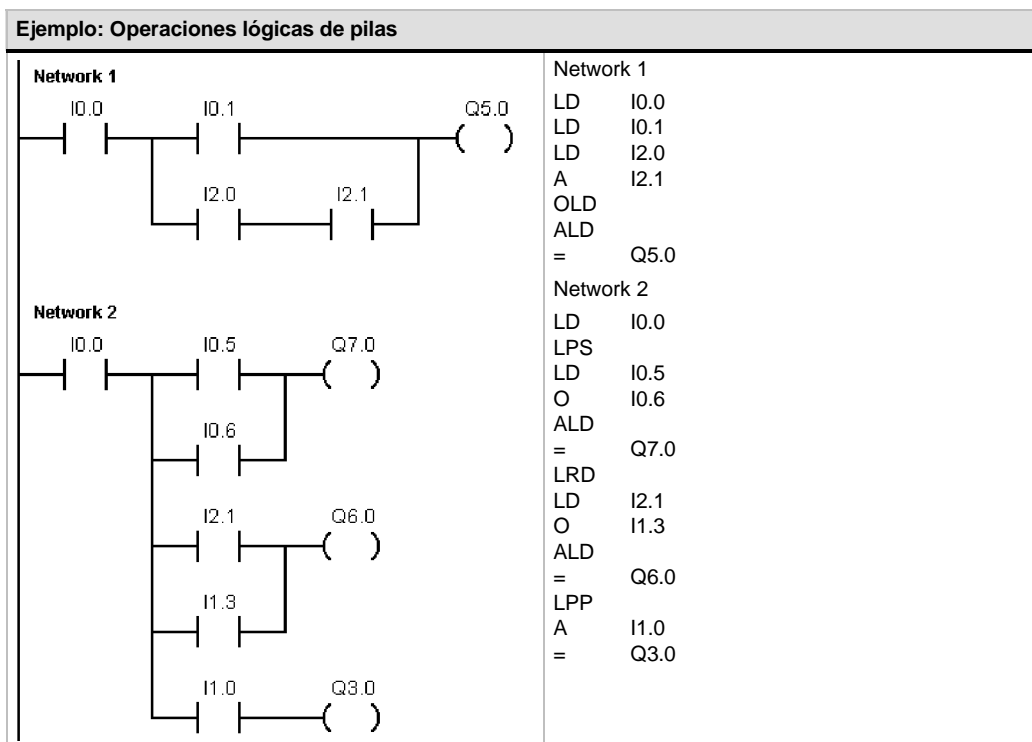 Ejemplo: Operaciones lógicas de pilas
Network 1
I0.0 I0.1 Q5.0
I2.0 I2.1
Network 2
I0.0 I0.5 Q7.0
I0.6
I2.1 Q6.0
I1.3
I1.0 Q3.0
Network 1
LD I0.0
LD I0.1
LD I2.0
A I2.1
OLD
ALD
= Q5.0
Network 2
LD I0.0
LPS
LD I0.5
O I0.6
ALD
= Q7.0
LRD
LD I2.1
O I1.3
ALD
= Q6.0
LPP
A I1.0
= Q3.0